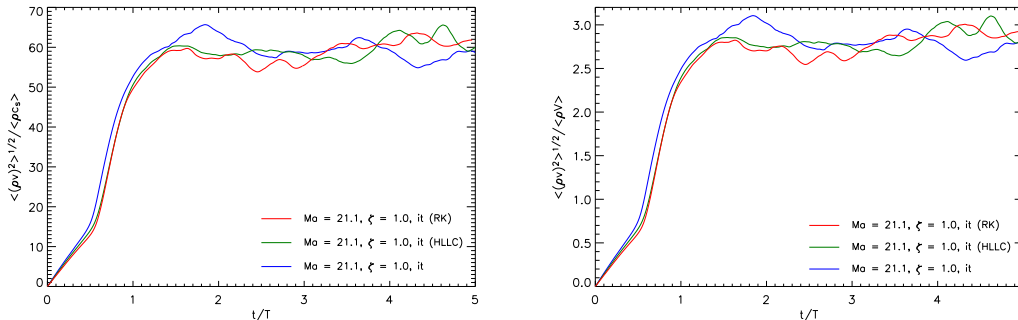 <(ρv)²>^1/2/<ρc_s>
70
60
50
40
30
20
10
0
Ma = 21.1, ζ = 1.0, it (RK)
Ma = 21.1, ζ = 1.0, it (HLLC)
Ma = 21.1, ζ = 1.0, it
0 1 2 3 4 5
t/T
<(ρv)²>^1/2/<ρV>
3.0
2.5
2.0
1.5
1.0
0.5
0.0
Ma = 21.1, ζ = 1.0, it (RK)
Ma = 21.1, ζ = 1.0, it (HLLC)
Ma = 21.1, ζ = 1.0, it
0 1 2 3 4
t/T